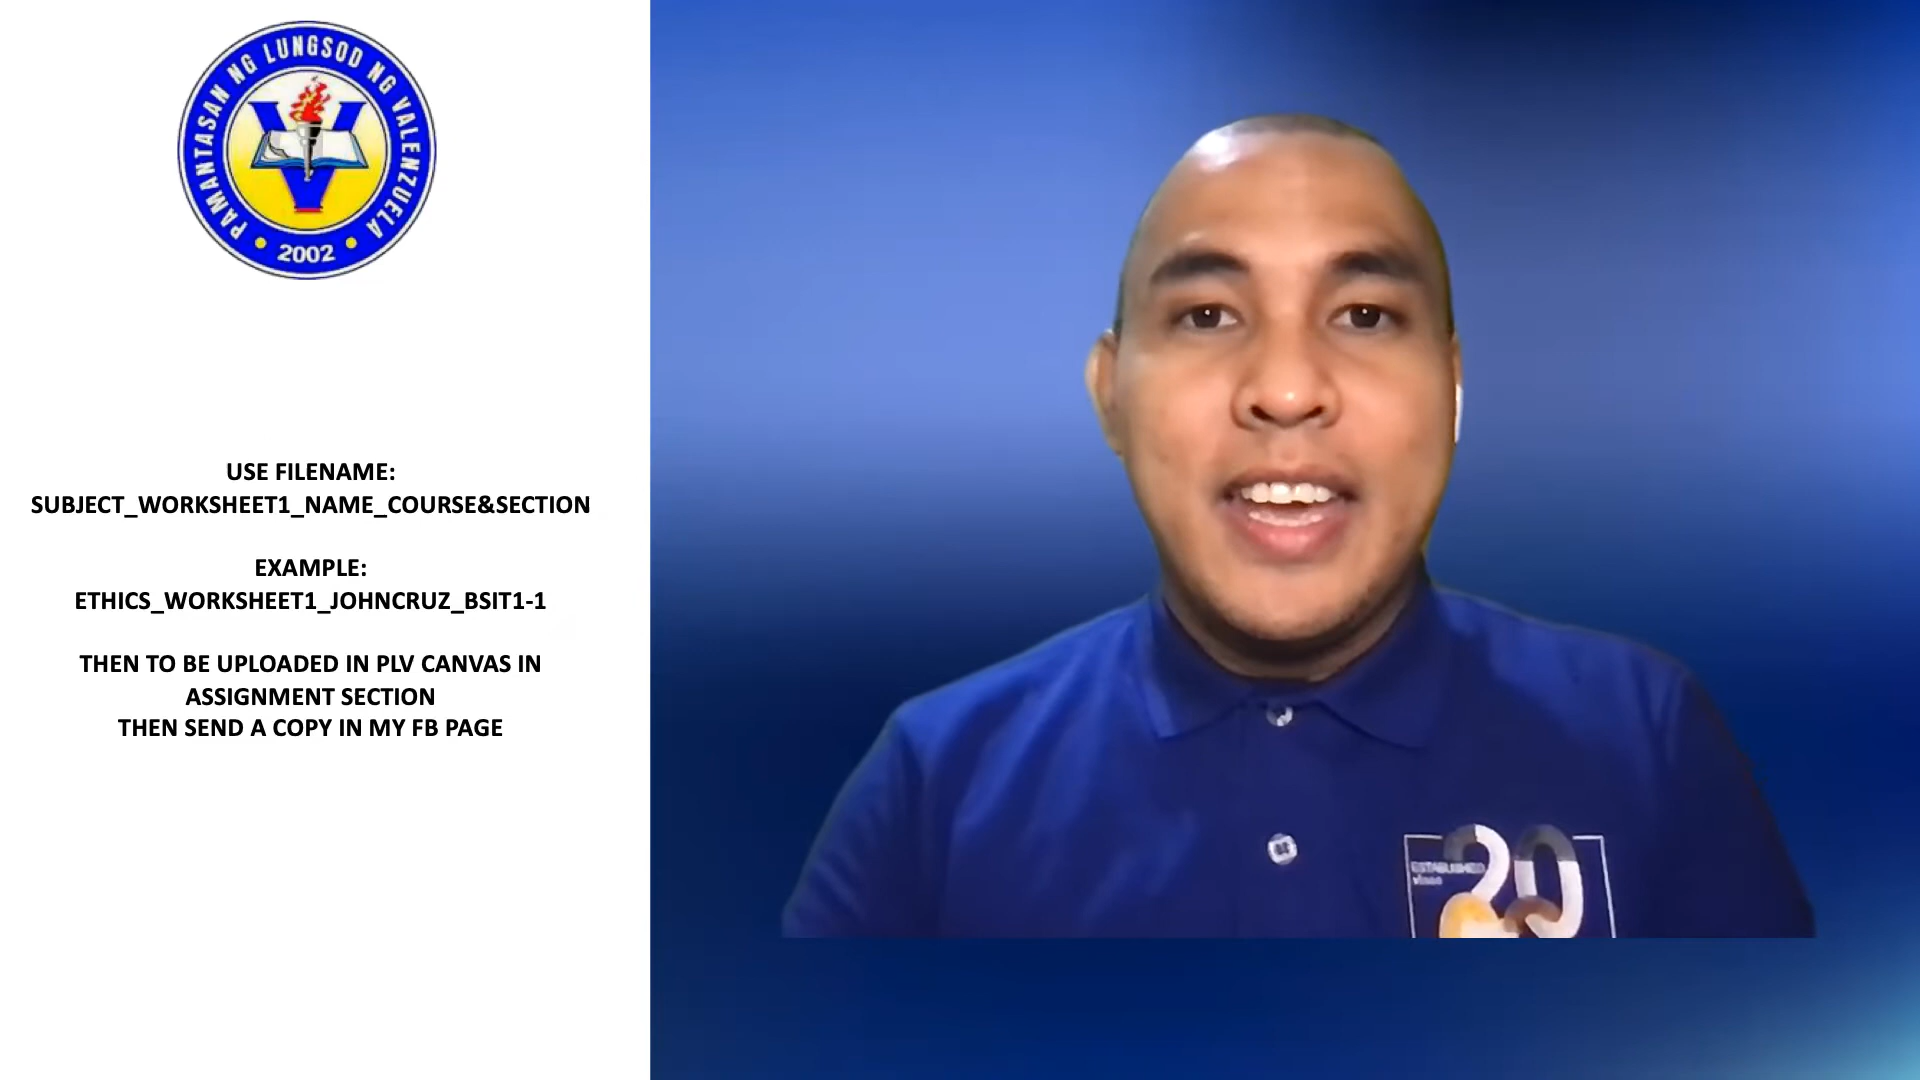 PAMANTASAN NG LUNGSOD NG VALENZUELA
2002
USE FILENAME:
SUBJECT_WORKSHEET1_NAME_COURSE&SECTION
EXAMPLE:
ETHICS_WORKSHEET1_JOHNCRUZ_BSIT1-1
THEN TO BE UPLOADED IN PLV CANVAS IN
ASSIGNMENT SECTION
THEN SEND A COPY IN MY FB PAGE
ESTABLISHED
20